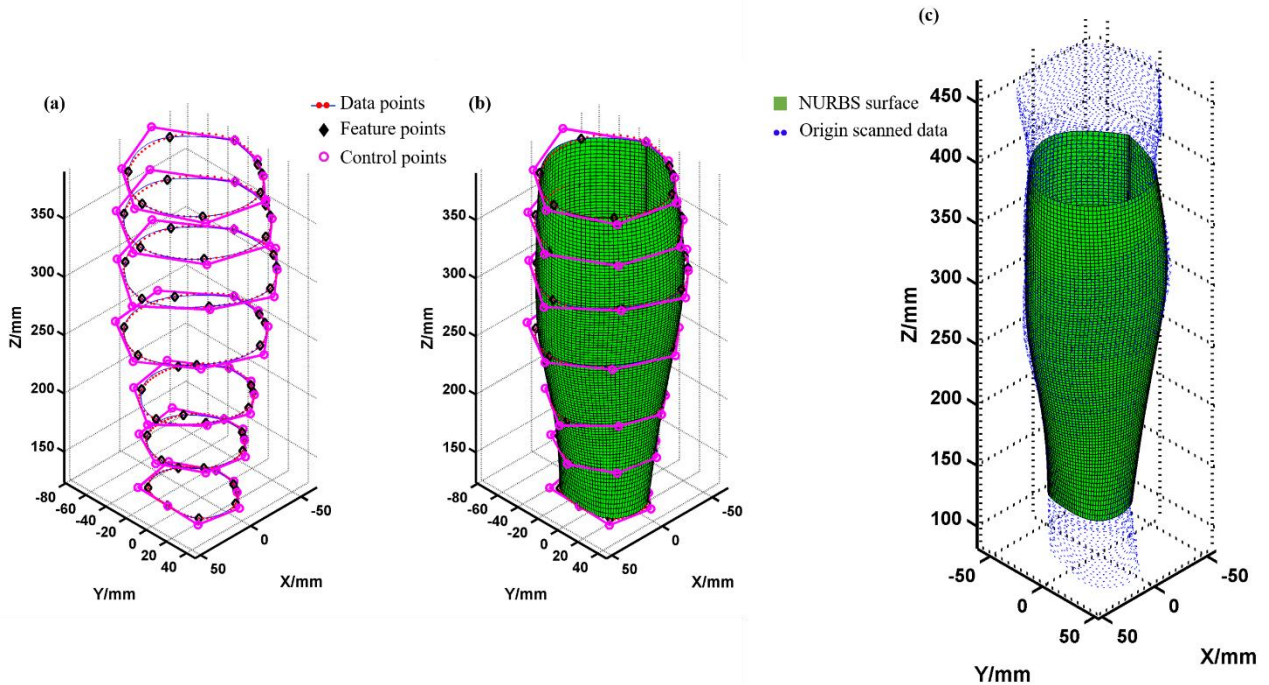 (a)
Data points
Feature points
Control points
Z/mm
350
300
250
200
150
-80
-60
-40
-20
0
20
40
Y/mm
50
0
-50
X/mm
(b)
Z/mm
350
300
250
200
150
-80
-60
-40
-20
0
20
40
Y/mm
50
0
-50
X/mm
(c)
NURBS surface
Origin scanned data
Z/mm
450
400
350
300
250
200
150
100
-50
0
50
Y/mm
50
0
-50
X/mm